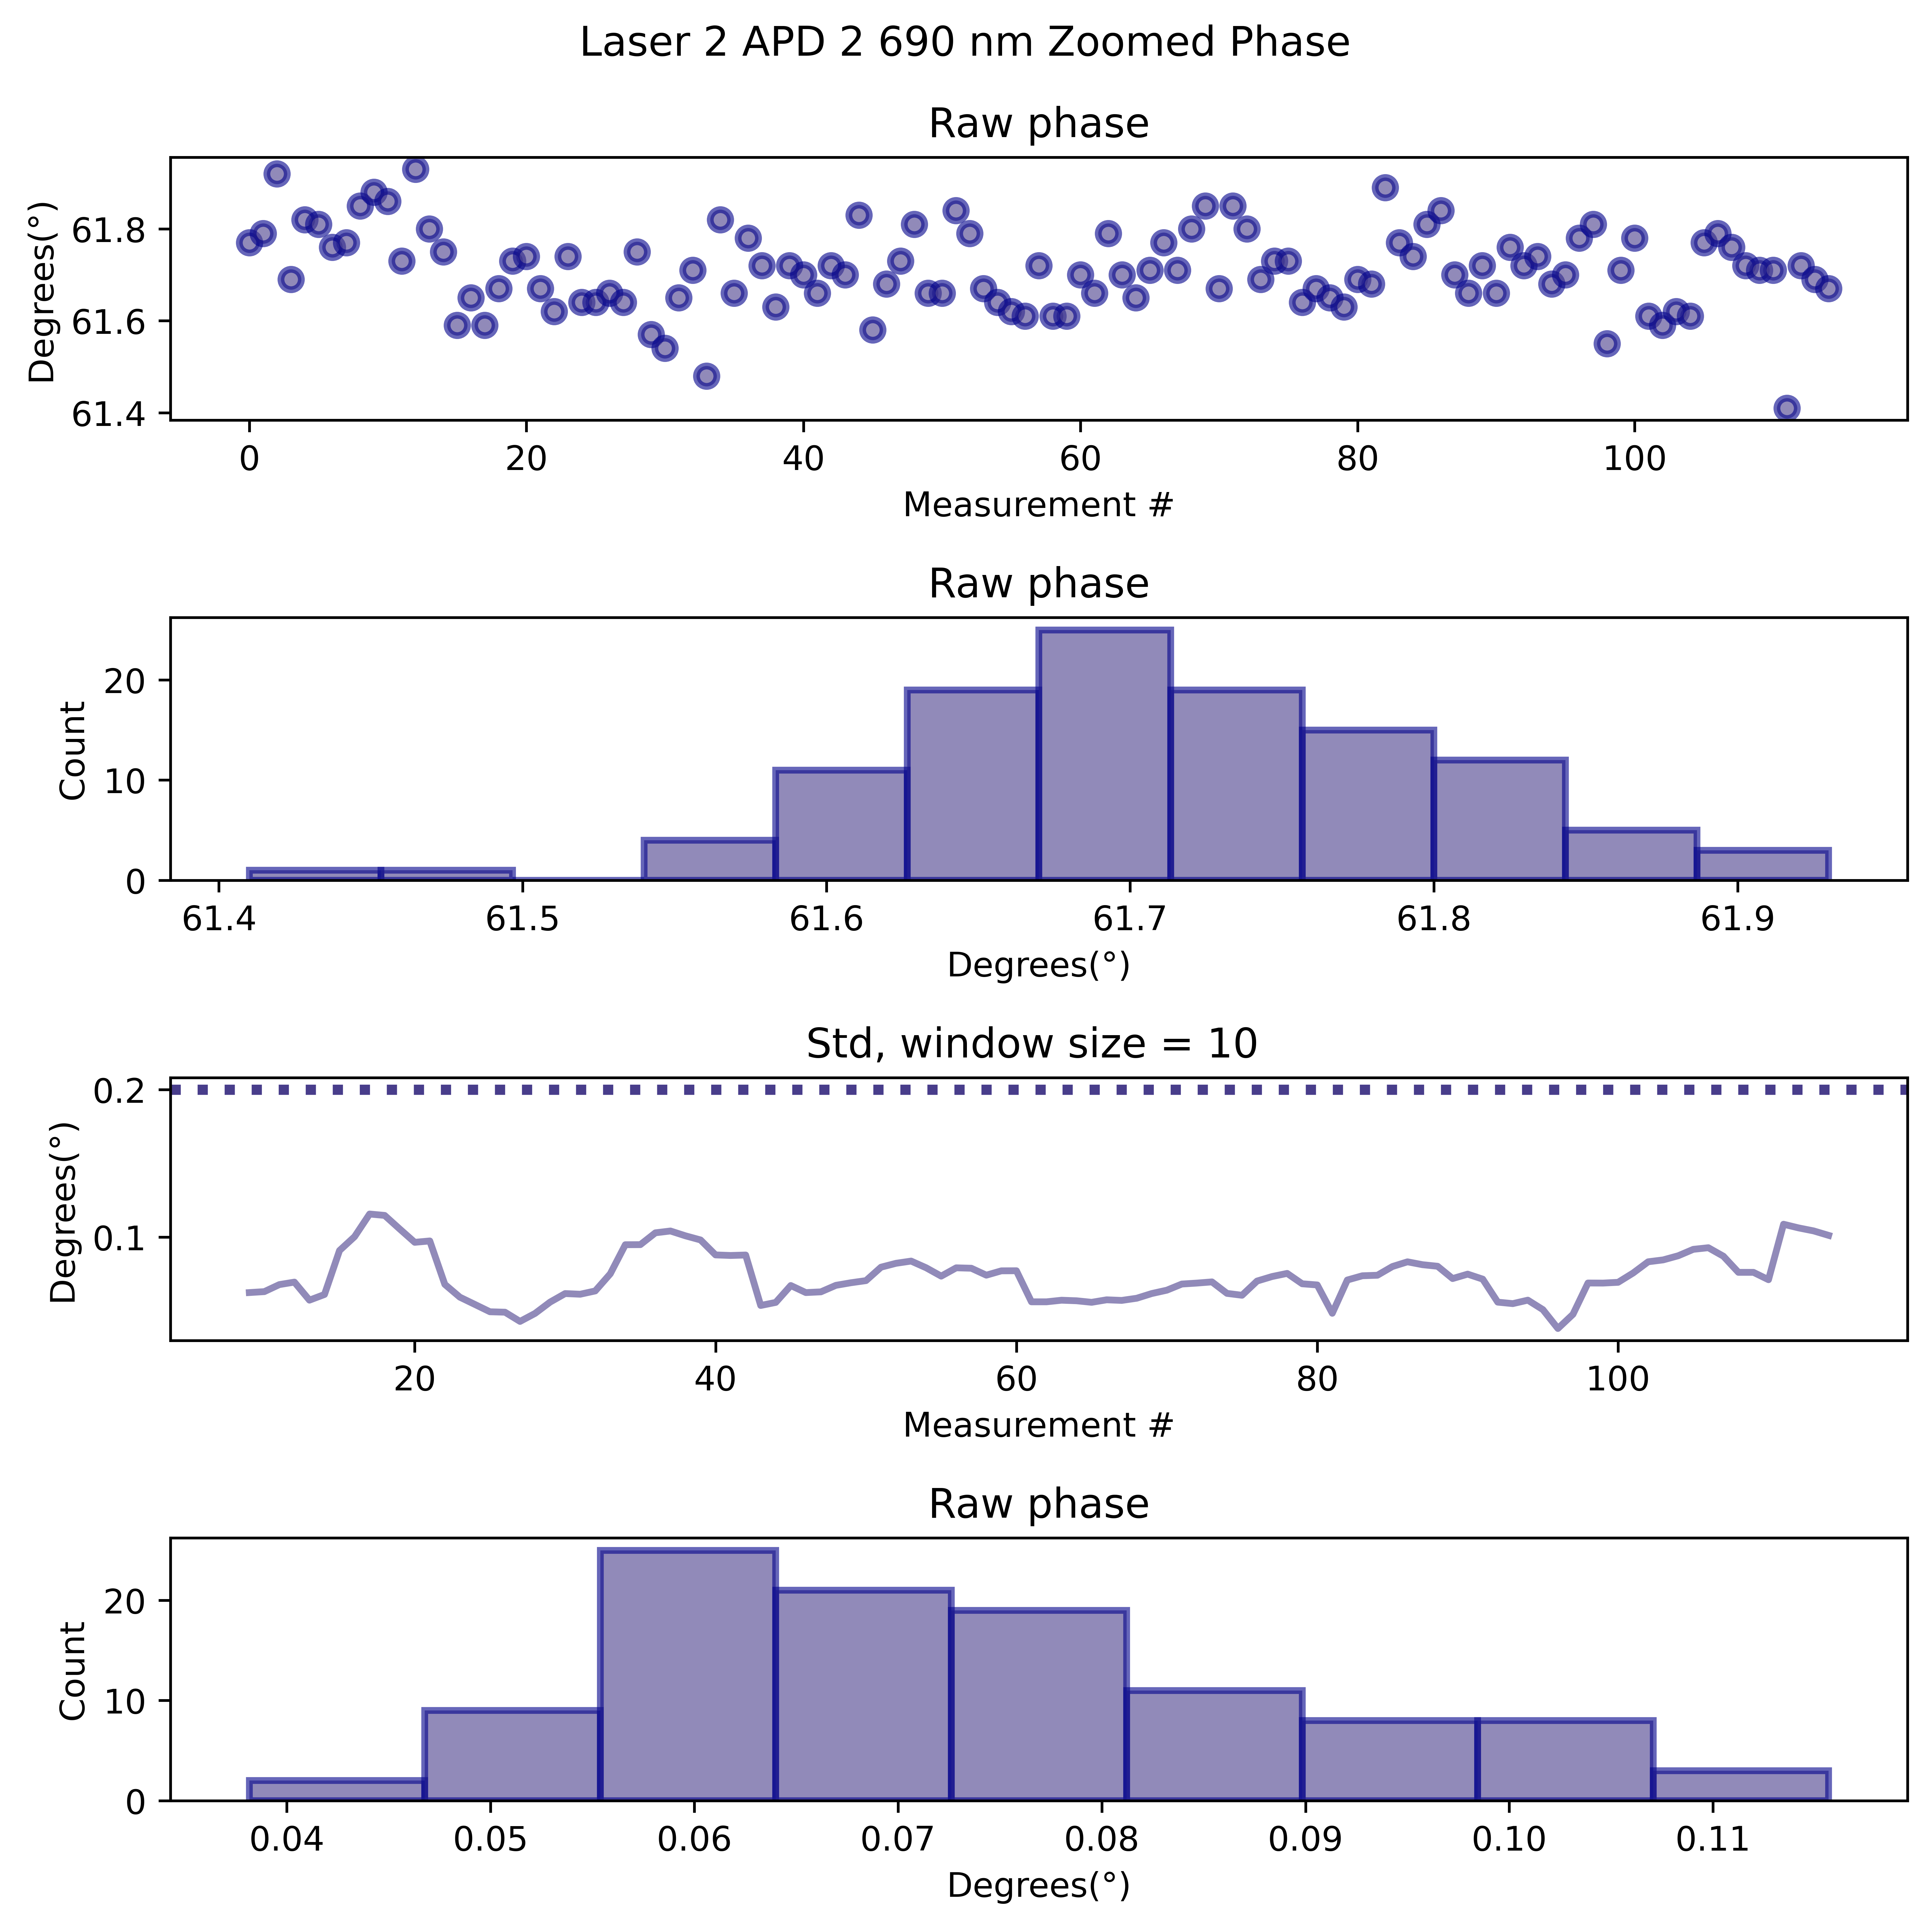 Laser 2 APD 2 690 nm Zoomed Phase
Raw phase
Degrees(°)
61.8
61.6
61.4
0 20 40 60 80 100
Measurement #
Raw phase
Count
20
10
0
61.4 61.5 61.6 61.7 61.8 61.9
Degrees(°)
Std, window size = 10
Degrees(°)
0.2
0.1
20 40 60 80 100
Measurement #
Raw phase
Count
20
10
0
0.04 0.05 0.06 0.07 0.08 0.09 0.10 0.11
Degrees(°)